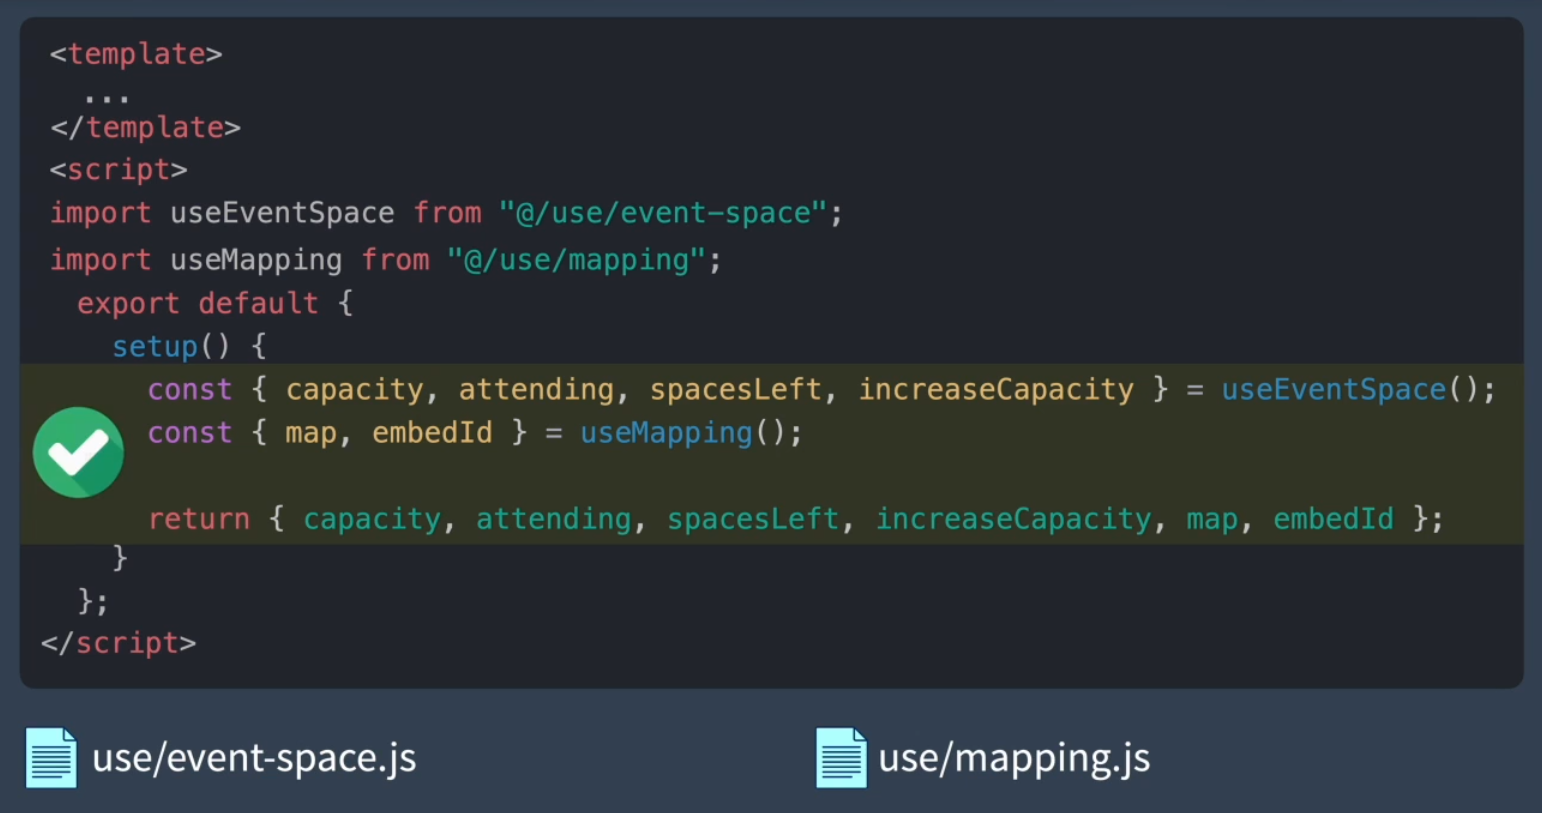 <template>
...
</template>
<script>
import useEventSpace from "@/use/event-space";
import useMapping from "@/use/mapping";
export default {
setup() {
const { capacity, attending, spacesLeft, increaseCapacity } = useEventSpace();
const { map, embedId } = useMapping();
return { capacity, attending, spacesLeft, increaseCapacity, map, embedId };
}
};
</script>
use/event-space.js
use/mapping.js